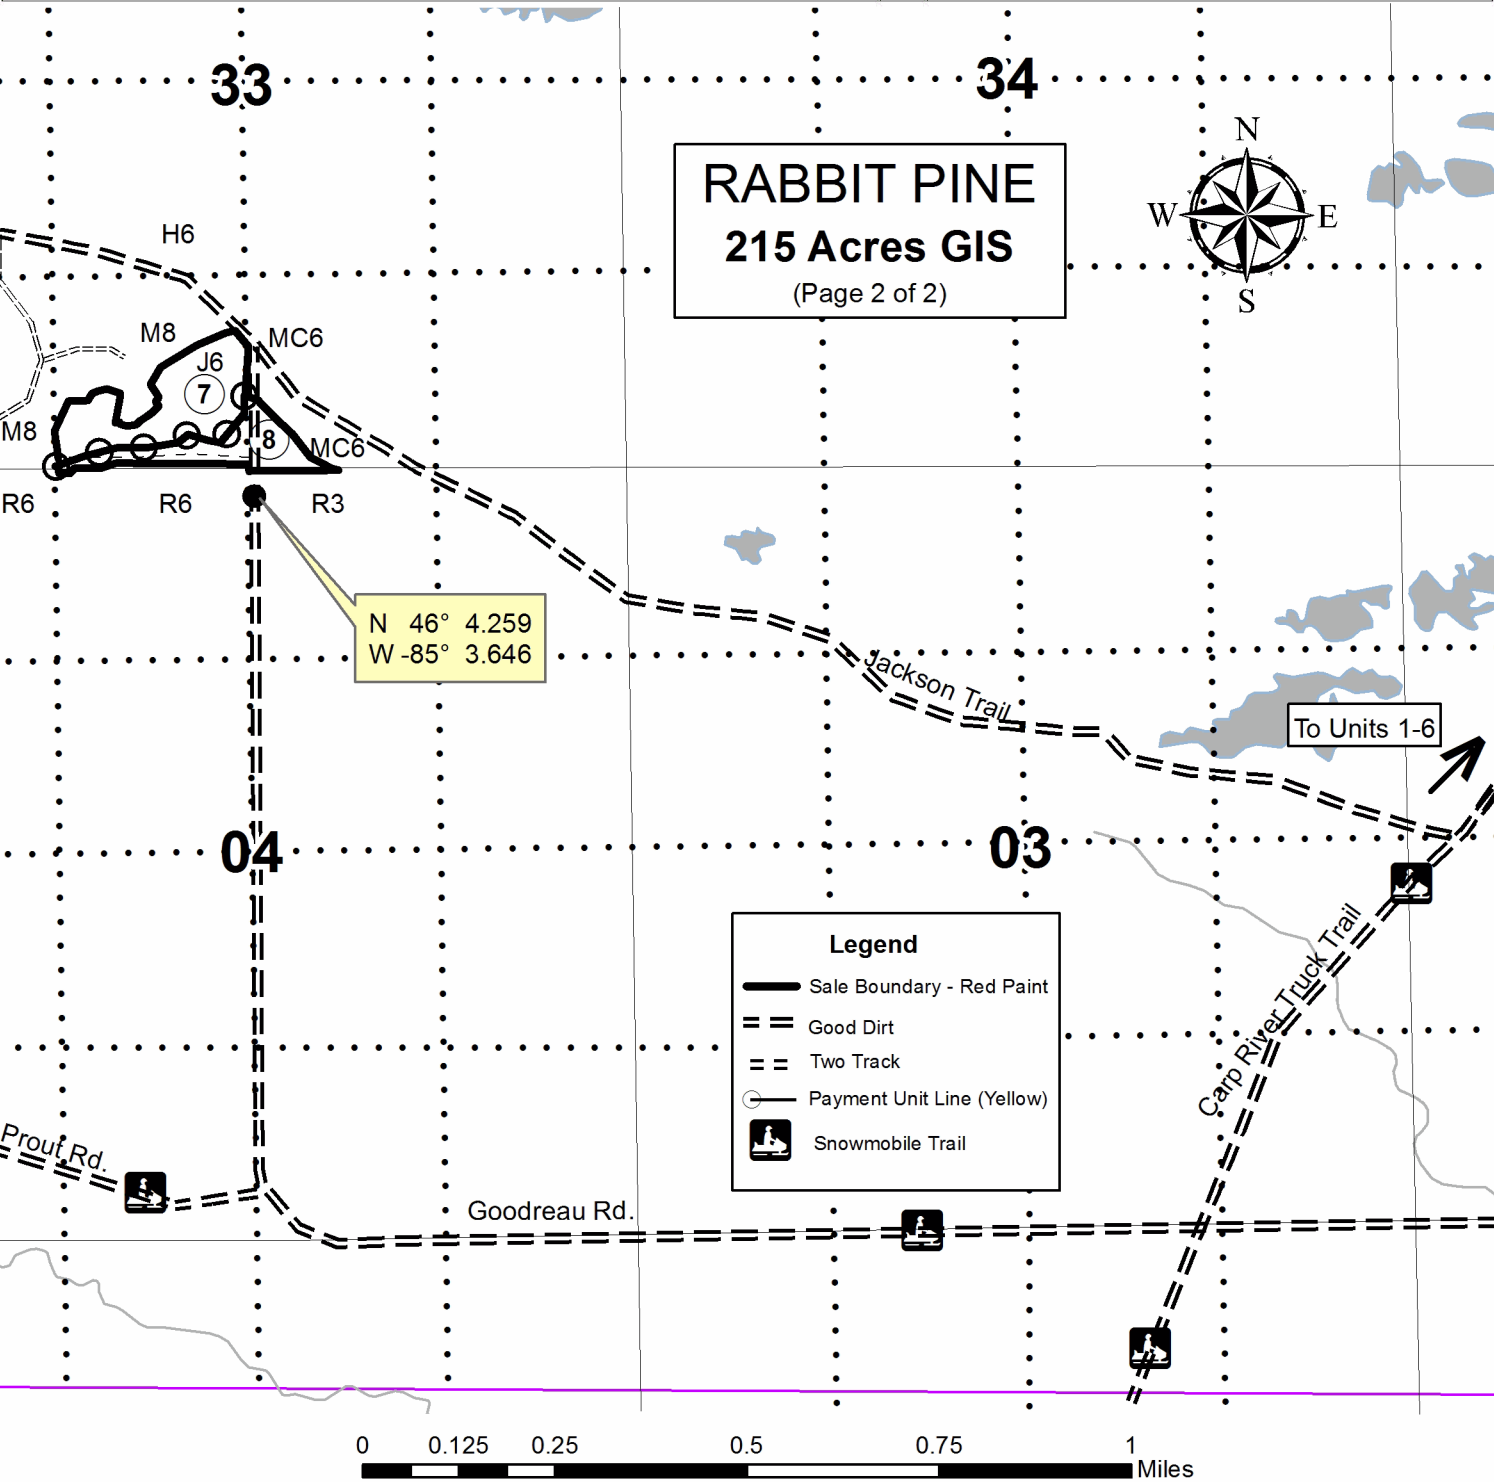 33
34
RABBIT PINE
215 Acres GIS
(Page 2 of 2)
N
W
E
S
H6
M8
MC6
J6
7
M8
8
MC6
R6
R6
R3
N 46° 4.259
W -85° 3.646
Jackson Trail
To Units 1-6
04
03
Carp River Truck Trail
Legend
Sale Boundary - Red Paint
Good Dirt
Two Track
Payment Unit Line (Yellow)
Snowmobile Trail
Prout Rd.
Goodreau Rd.
0 0.125 0.25 0.5 0.75 1
Miles